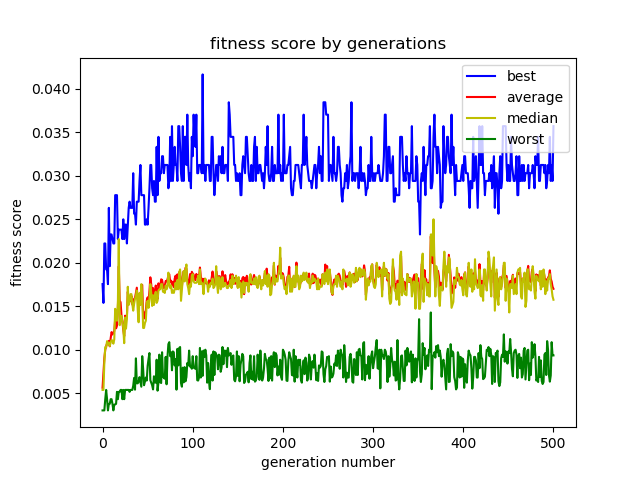 fitness score by generations
best
average
median
worst
fitness score
0.040
0.035
0.030
0.025
0.020
0.015
0.010
0.005
0
100
200
300
400
500
generation number